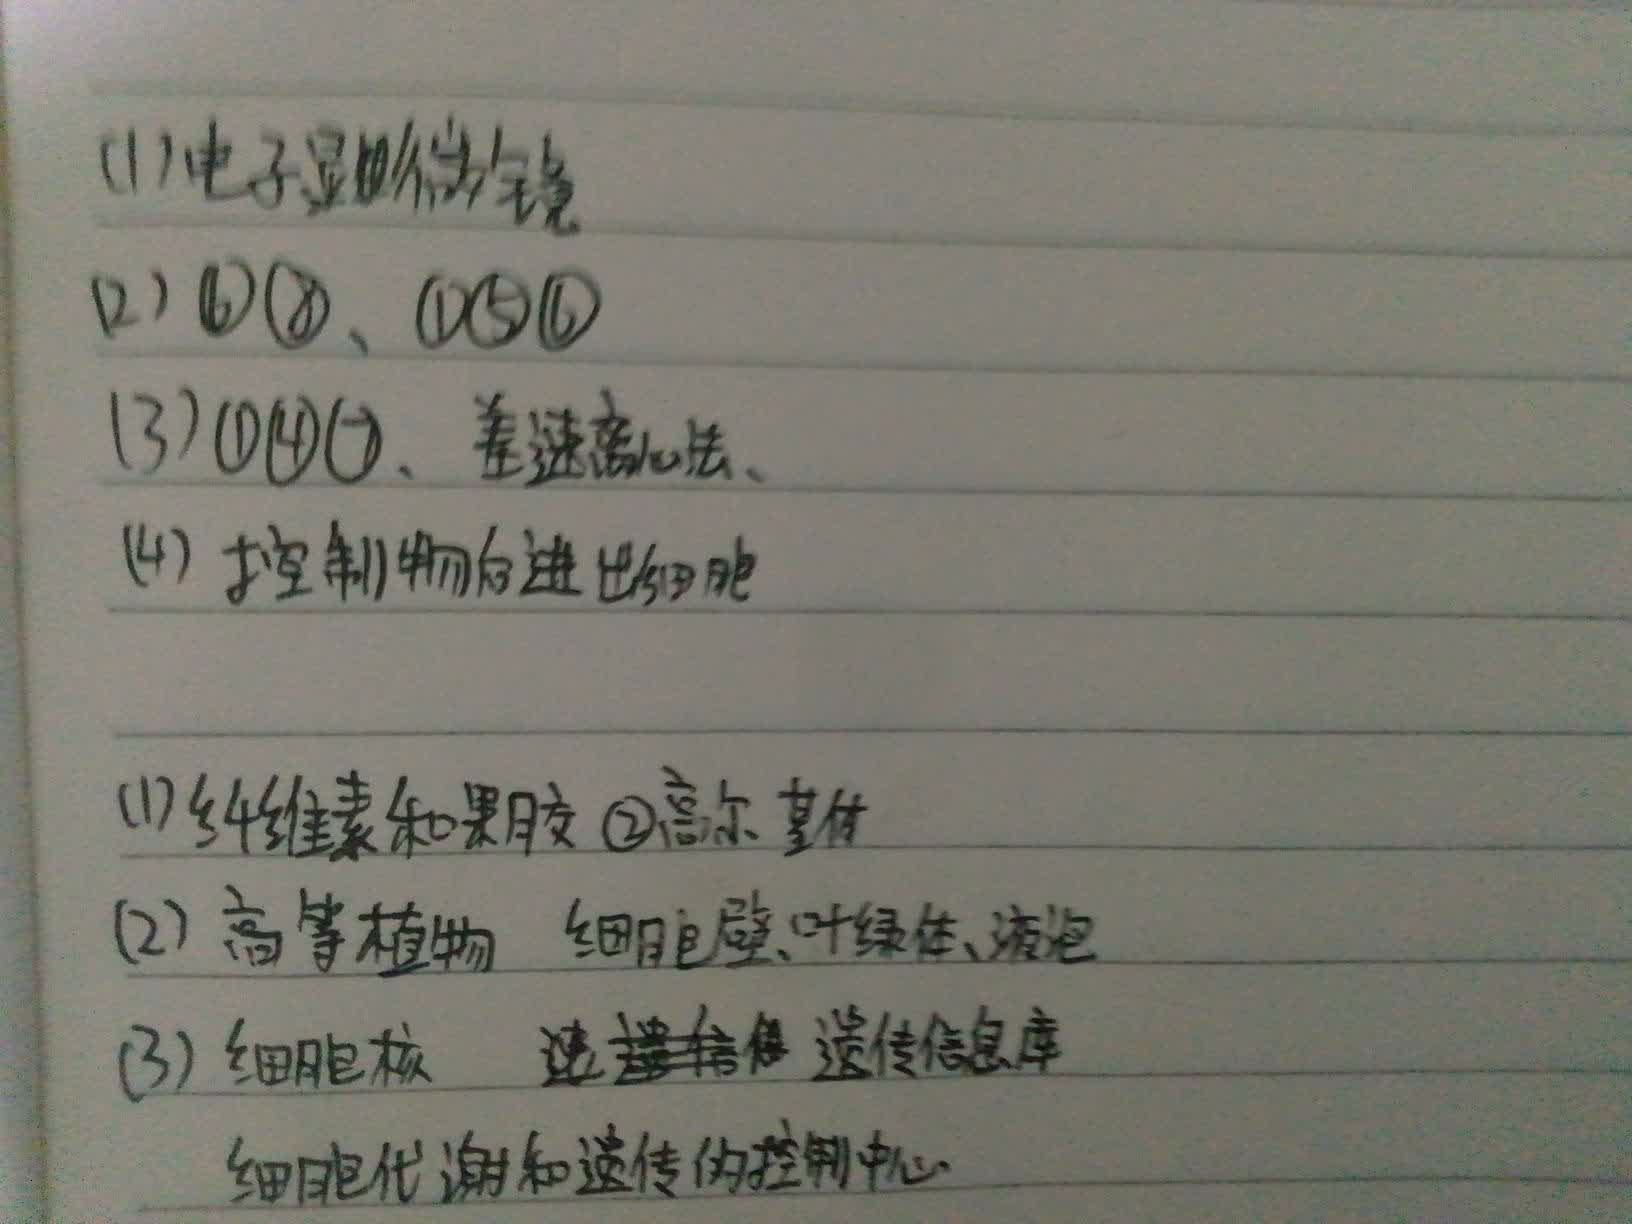 (1)电子显微镜
(2)⑥⑧、①⑤⑥
(3)①④⑦、差速离心法、
(4)控制物白进出细胞
(1)纤维素和果胶 ②高尔基体
(2)高等植物 细胞壁、叶绿体、液泡
(3)细胞核 遗传信息库
细胞代谢和遗传的控制中心